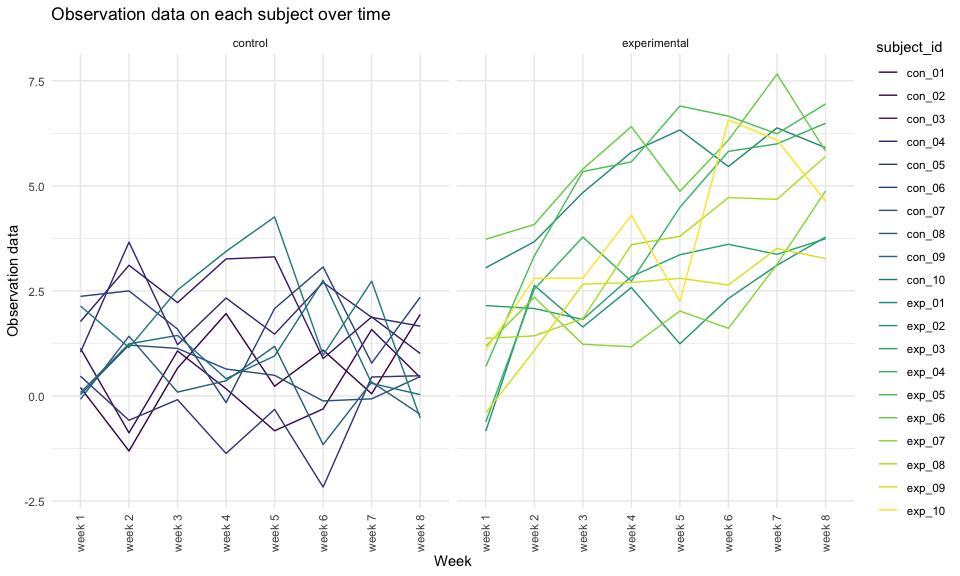 Observation data on each subject over time
control
experimental
Observation data
7.5
5.0
2.5
0.0
-2.5
week 1
week 2
week 3
week 4
week 5
week 6
week 7
week 8
week 1
week 2
week 3
week 4
week 5
week 6
week 7
week 8
Week
subject_id
con_01
con_02
con_03
con_04
con_05
con_06
con_07
con_08
con_09
con_10
exp_01
exp_02
exp_03
exp_04
exp_05
exp_06
exp_07
exp_08
exp_09
exp_10